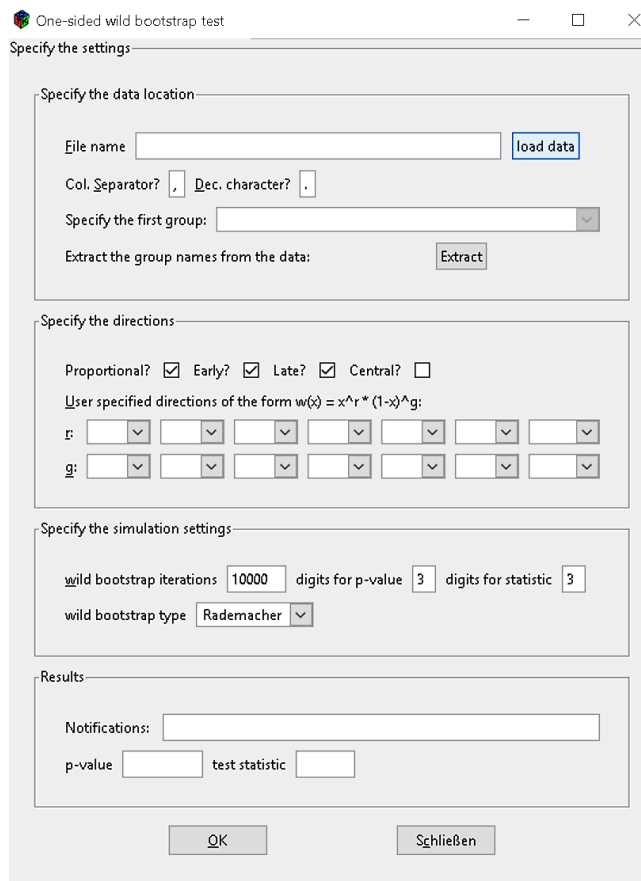 One-sided wild bootstrap test
Specify the settings
Specify the data location
File name load data
Col. Separator? , Dec. character? .
Specify the first group:
Extract the group names from the data: Extract
Specify the directions
Proportional? Early? Late? Central?
User specified directions of the form w(x) = x^r * (1-x)^g:
r:
g:
Specify the simulation settings
wild bootstrap iterations 10000 digits for p-value 3 digits for statistic 3
wild bootstrap type Rademacher
Results
Notifications:
p-value test statistic
OK Schließen